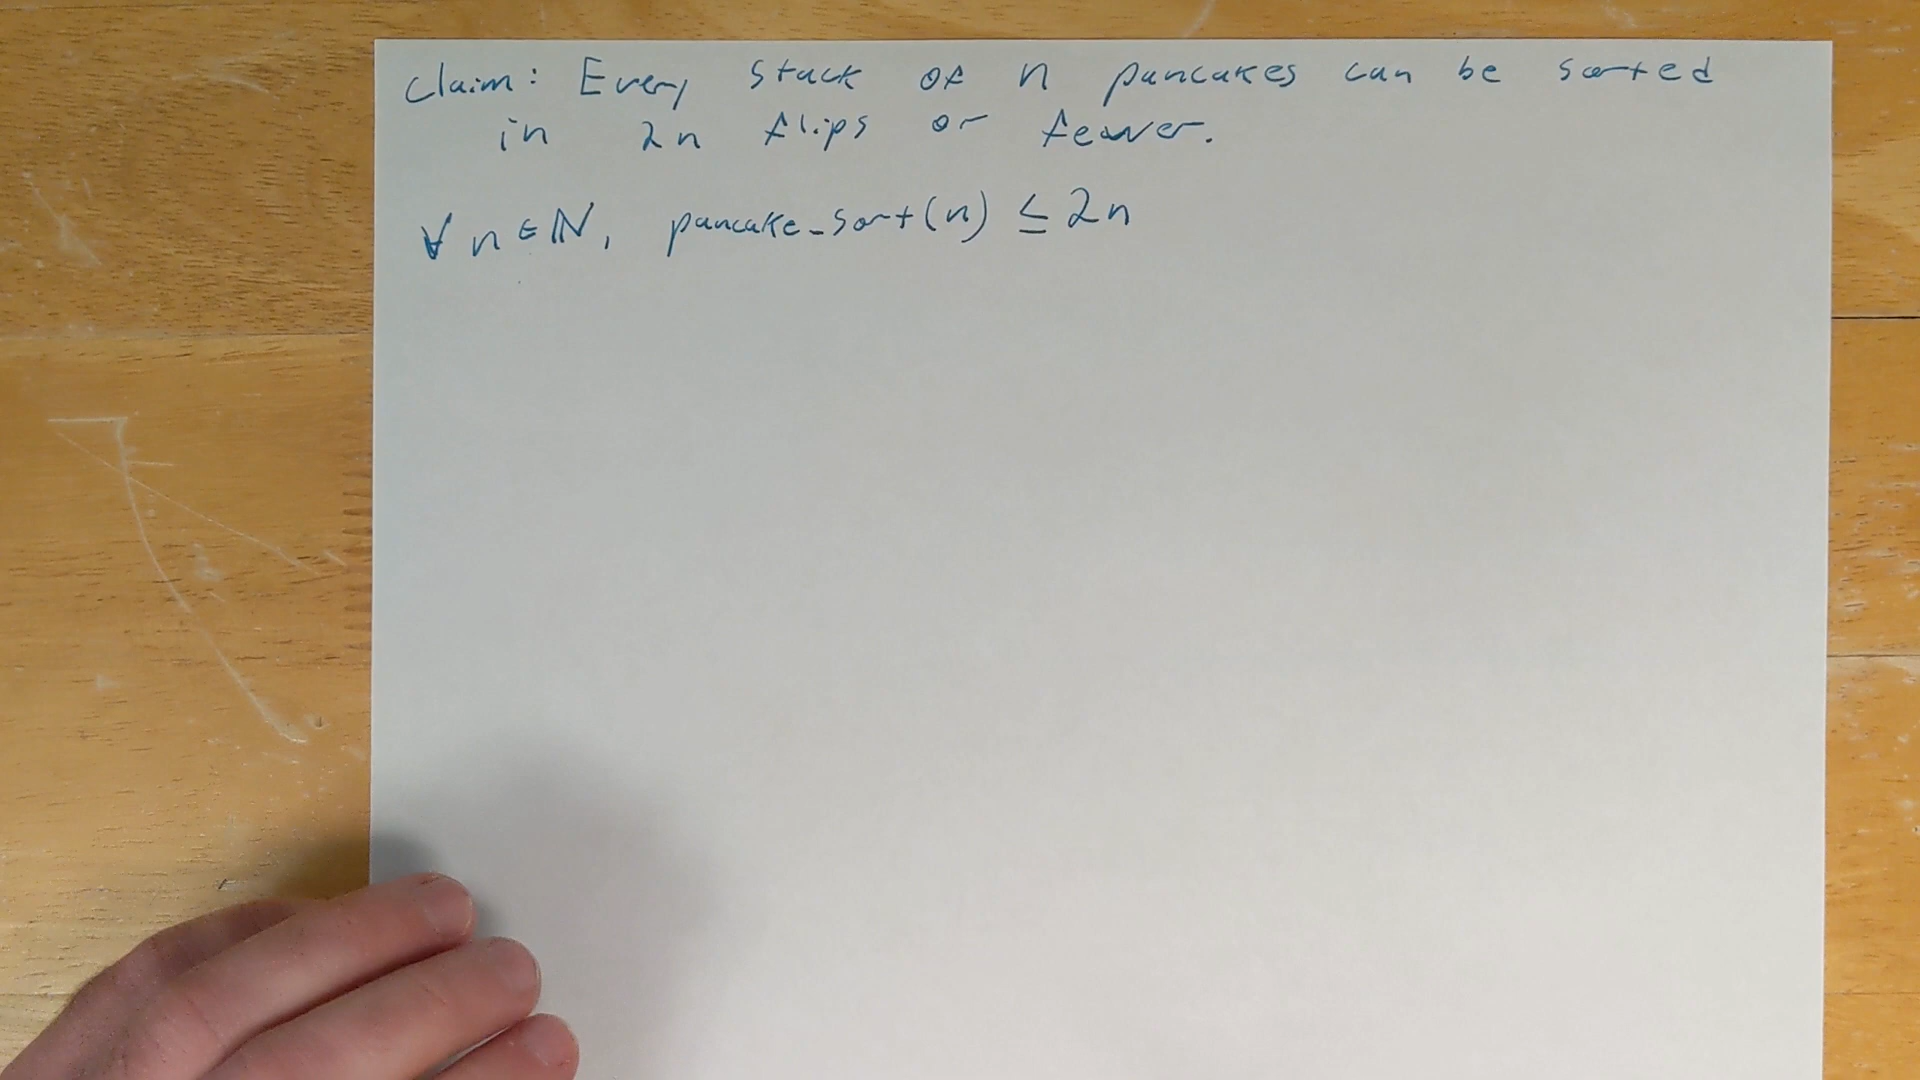 Claim: Every stack of n pancakes can be sorted
in 2n flips or fewer.
∀ n ∈ ℕ, pancake_sort(n) ≤ 2n